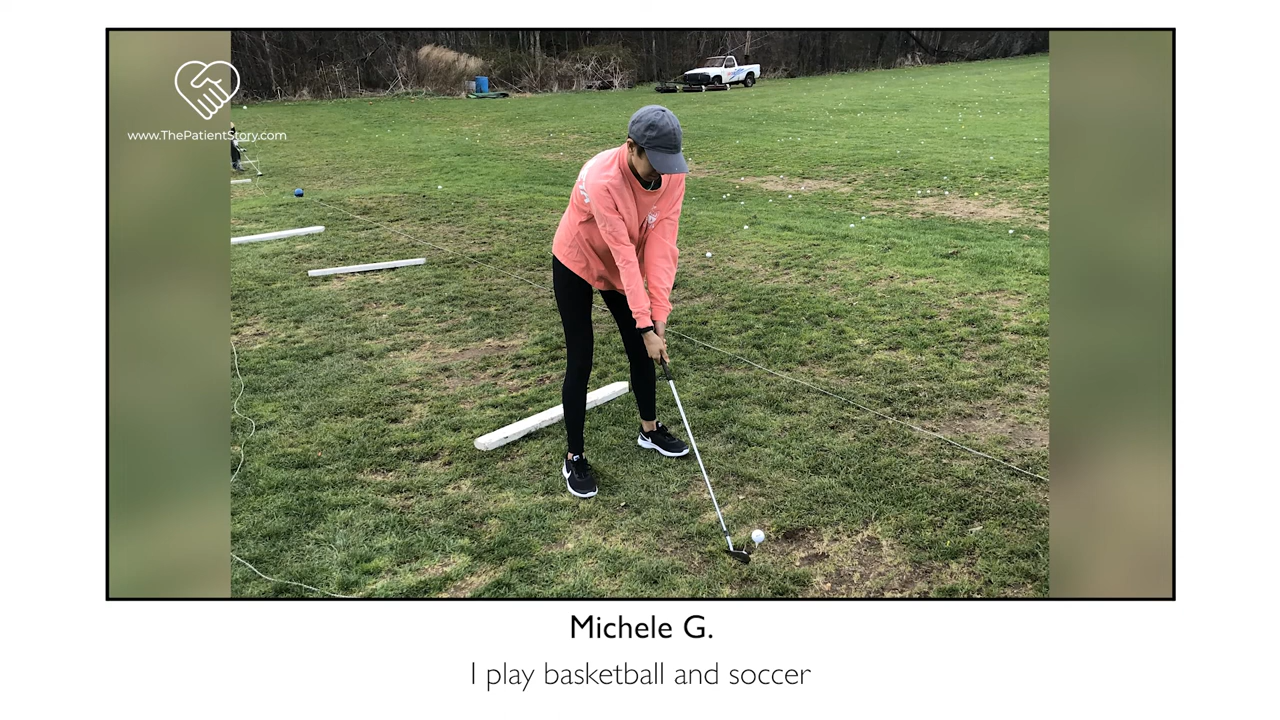 www.ThePatientStory.com
Michele G.
I play basketball and soccer